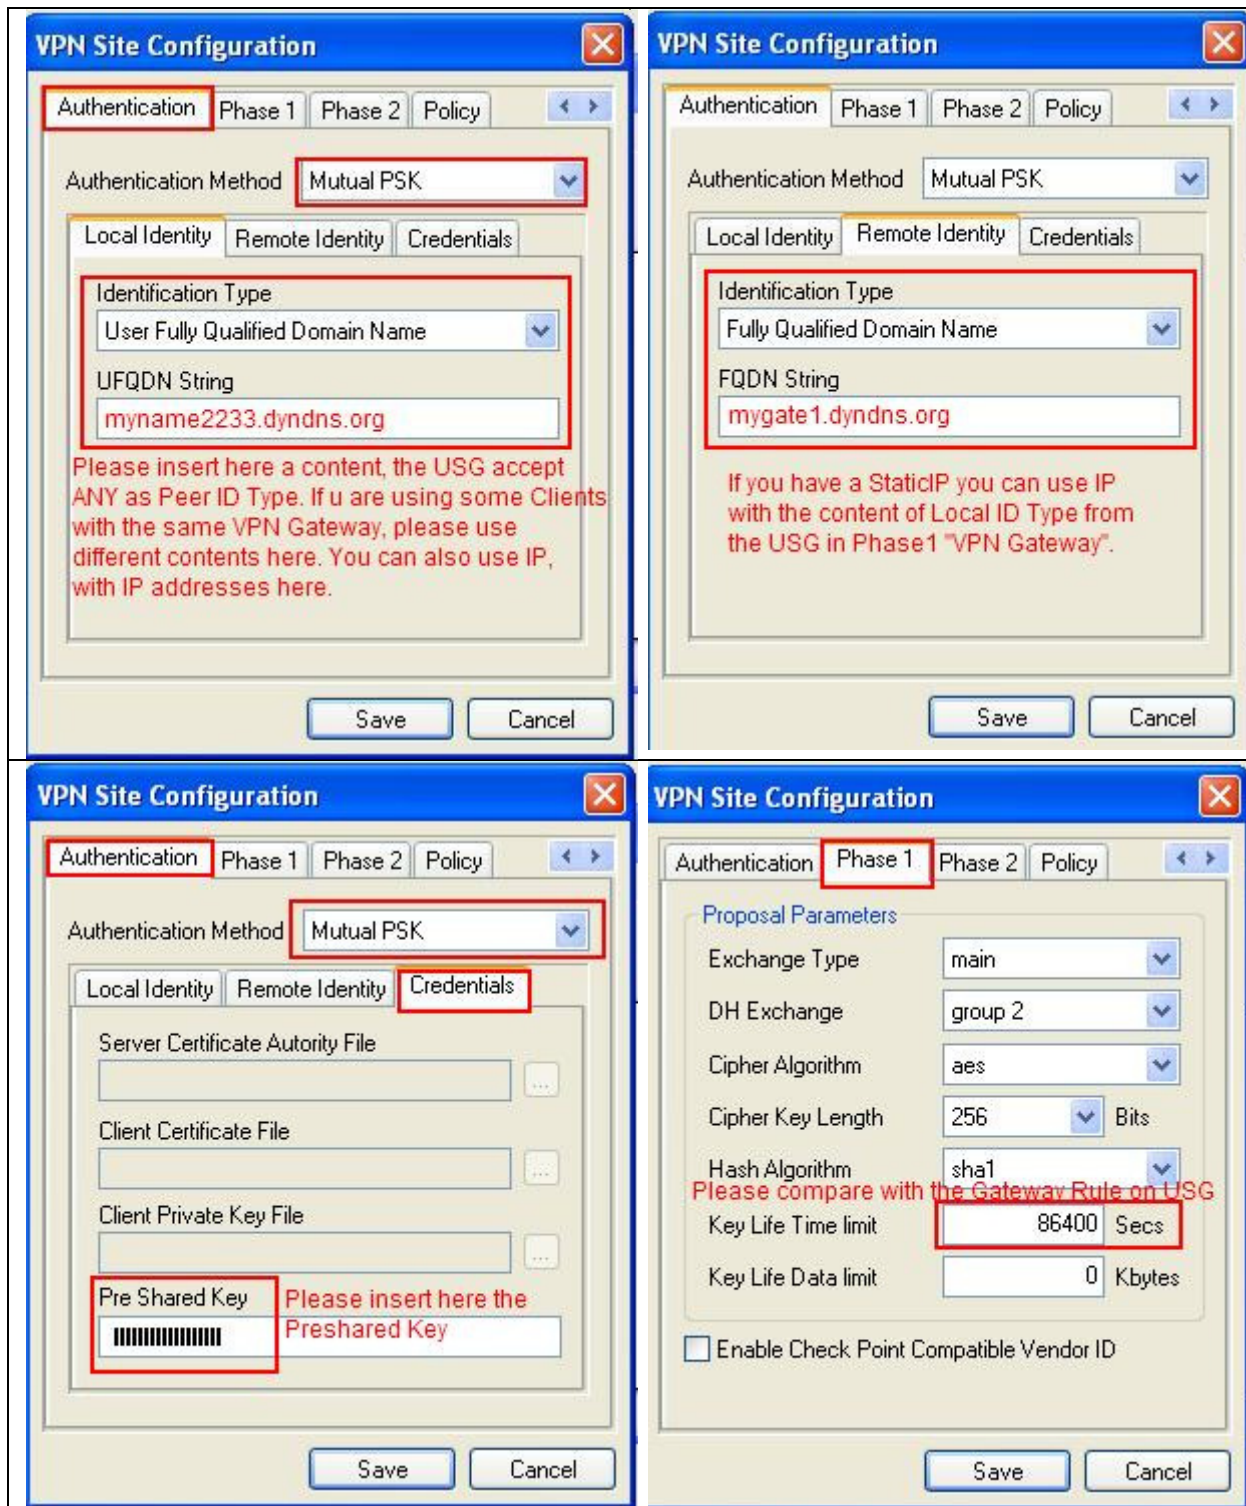 VPN Site Configuration
Authentication Phase 1 Phase 2 Policy
Authentication Method Mutual PSK
Local Identity Remote Identity Credentials
Identification Type
User Fully Qualified Domain Name
UFQDN String
myname2233.dyndns.org
Please insert here a content, the USG accept
ANY as Peer ID Type. If u are using some Clients
with the same VPN Gateway, please use
different contents here. You can also use IP,
with IP addresses here.
Save Cancel
VPN Site Configuration
Authentication Phase 1 Phase 2 Policy
Authentication Method Mutual PSK
Local Identity Remote Identity Credentials
Identification Type
Fully Qualified Domain Name
FQDN String
mygate1.dyndns.org
If you have a StaticIP you can use IP
with the content of Local ID Type from
the USG in Phase1 "VPN Gateway".
Save Cancel
VPN Site Configuration
Authentication Phase 1 Phase 2 Policy
Authentication Method Mutual PSK
Local Identity Remote Identity Credentials
Server Certificate Autority File
...
Client Certificate File
...
Client Private Key File
...
Pre Shared Key
Please insert here the
Preshared Key
Save Cancel
VPN Site Configuration
Authentication Phase 1 Phase 2 Policy
Proposal Parameters
Exchange Type main
DH Exchange group 2
Cipher Algorithm aes
Cipher Key Length 256 Bits
Hash Algorithm sha1
Please compare with the Gateway Rule on USG
Key Life Time limit 86400 Secs
Key Life Data limit 0 Kbytes
Enable Check Point Compatible Vendor ID
Save Cancel